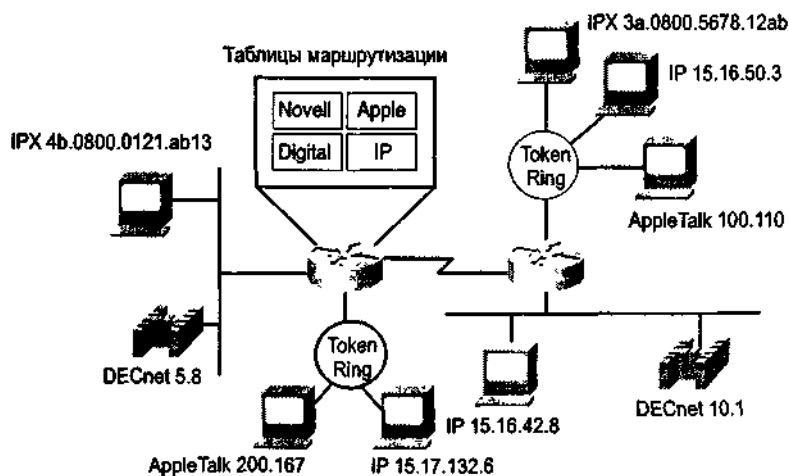 IPX 3a.0800.5678.12ab
Таблицы маршрутизации
IP 15.16.50.3
Novell
Apple
IPX 4b.0800.0121.ab13
Digital
IP
Token
Ring
AppleTalk 100.110
Token
Ring
DECnet 5.8
IP 15.16.42.8
DECnet 10.1
AppleTalk 200.167
IP 15.17.132.6